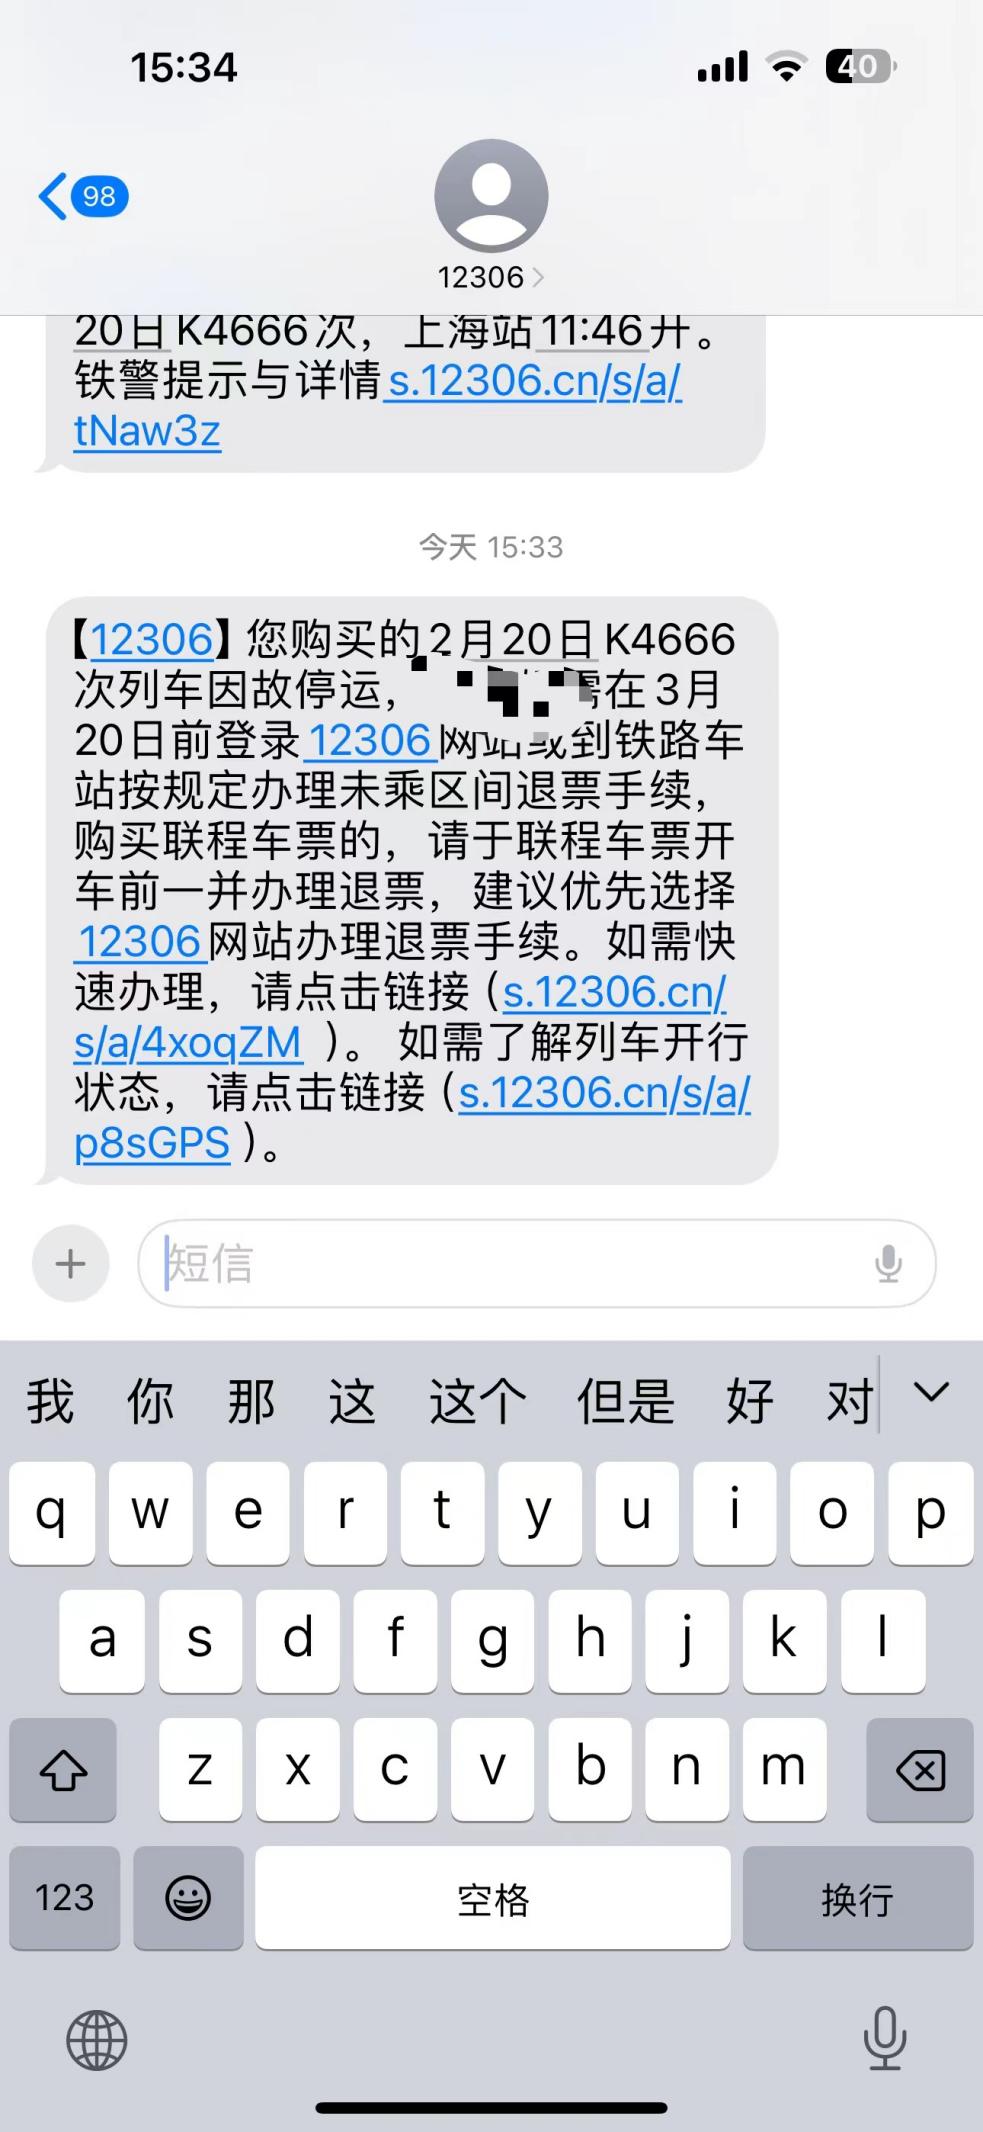 15:34
40
98
12306
20日K4666次，上海站11:46开。
铁警提示与详情s.12306.cn/s/a/
tNaw3z
今天 15:33
【12306】您购买的2月20日K4666
次列车因故停运，在3月
20日前登录12306网站或到铁路车
站按规定办理未乘区间退票手续，
购买联程车票的，请于联程车票开
车前一并办理退票，建议优先选择
12306网站办理退票手续。如需快
速办理，请点击链接（s.12306.cn/
s/a/4xoqZM ）。 如需了解列车开行
状态，请点击链接（s.12306.cn/s/a/
p8sGPS ）。
短信
我 你 那 这 这个 但是 好 对
q w e r t y u i o p
a s d f g h j k l
z x c v b n m
123 空格 换行